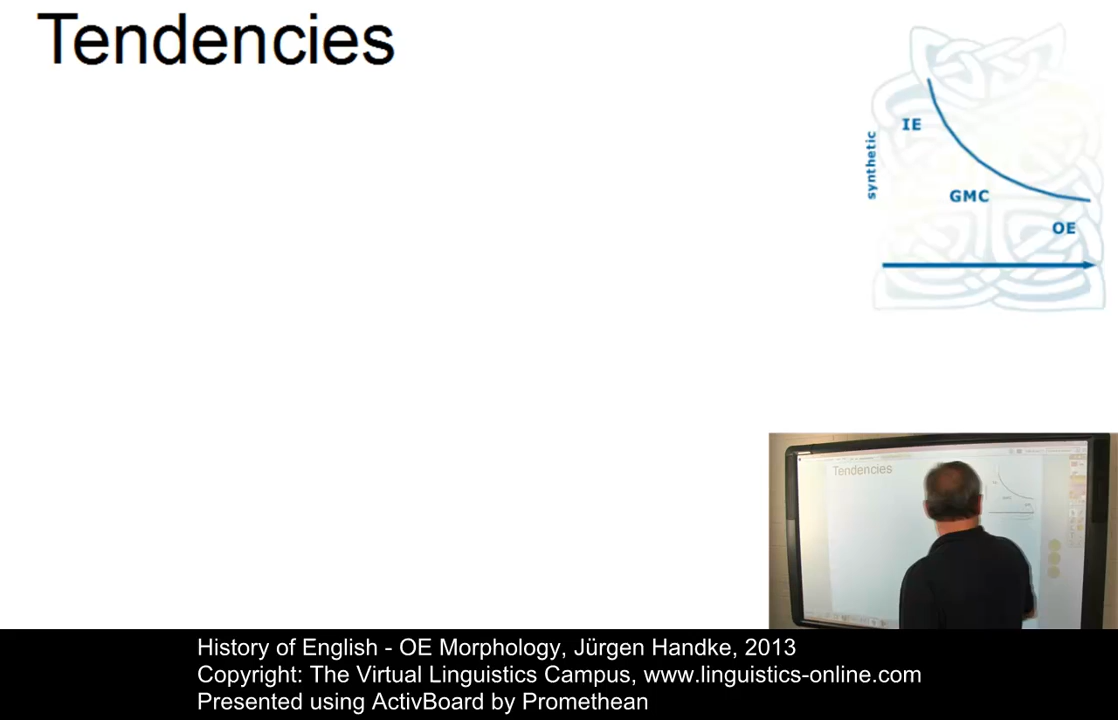 Tendencies
IE
synthetic
GMC
OE
Tendencies
History of English - OE Morphology, Jürgen Handke, 2013
Copyright: The Virtual Linguistics Campus, www.linguistics-online.com
Presented using ActivBoard by Promethean